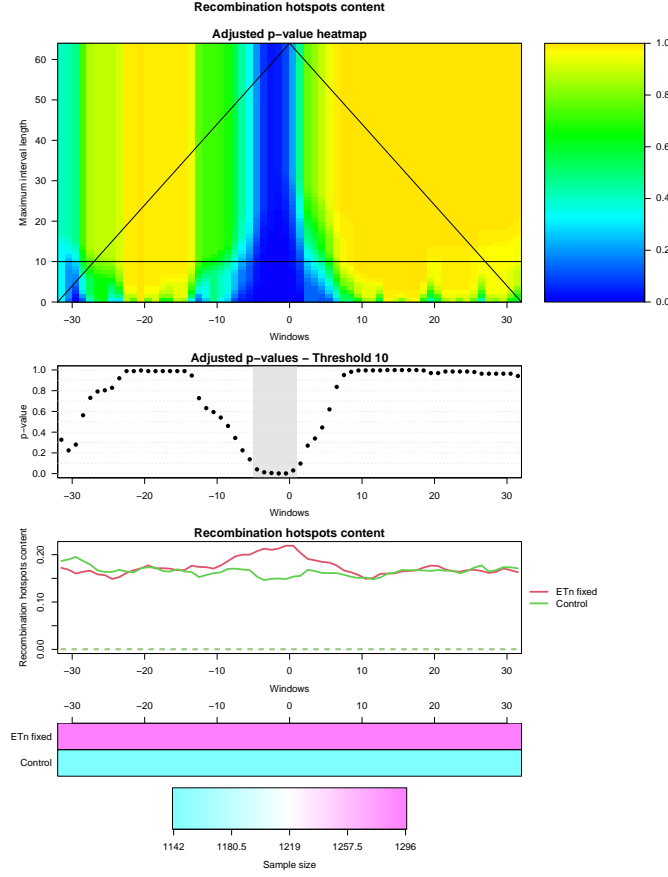 Recombination hotspots content
Adjusted p−value heatmap
Maximum interval length
0 10 20 30 40 50 60
−30 −20 −10 0 10 20 30
Windows
0.0 0.2 0.4 0.6 0.8 1.0
Adjusted p−values − Threshold 10
p−value
0.0 0.2 0.4 0.6 0.8 1.0
−30 −20 −10 0 10 20 30
Windows
Recombination hotspots content
Recombination hotspots content
0.00 0.10 0.20
−30 −20 −10 0 10 20 30
Windows
ETn fixed
Control
−30 −20 −10 0 10 20 30
ETn fixed
Control
1142 1180.5 1219 1257.5 1296
Sample size